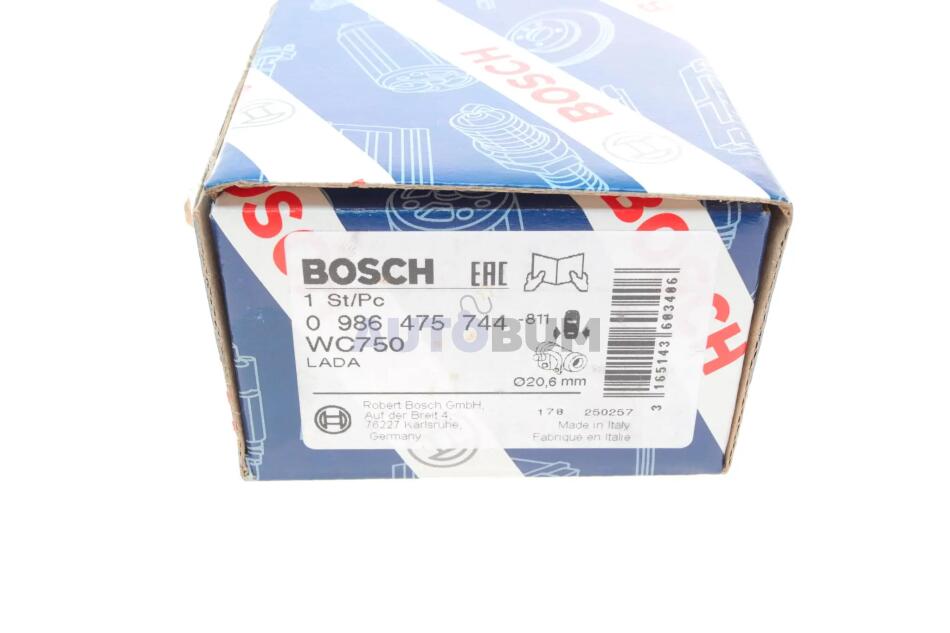 BOSCH
BOSCH
BOSCH EAC
1 St/Pc
0 986 475 744 -811
AUTOBUM
WC750
LADA
Ø20,6 mm
3 165143 683486
Robert Bosch GmbH,
Auf der Breit 4,
76227 Karlsruhe,
Germany
178 250257
Made in Italy
Fabriqué en Italie